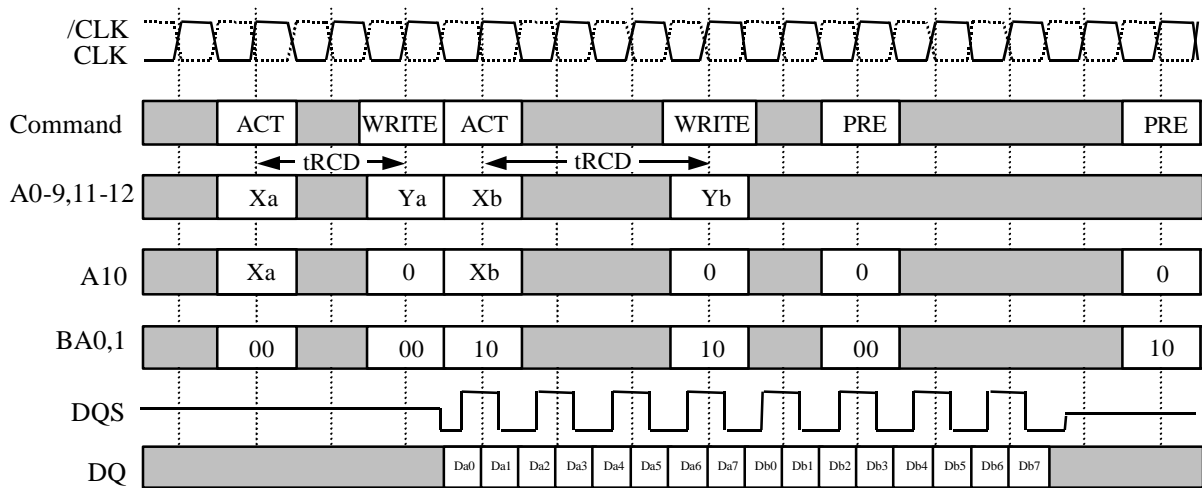 /CLK
CLK
Command ACT WRITE ACT WRITE PRE PRE
tRCD tRCD
A0-9,11-12 Xa Ya Xb Yb
A10 Xa 0 Xb 0 0 0
BA0,1 00 00 10 10 00 10
DQS
DQ Da0 Da1 Da2 Da3 Da4 Da5 Da6 Da7 Db0 Db1 Db2 Db3 Db4 Db5 Db6 Db7